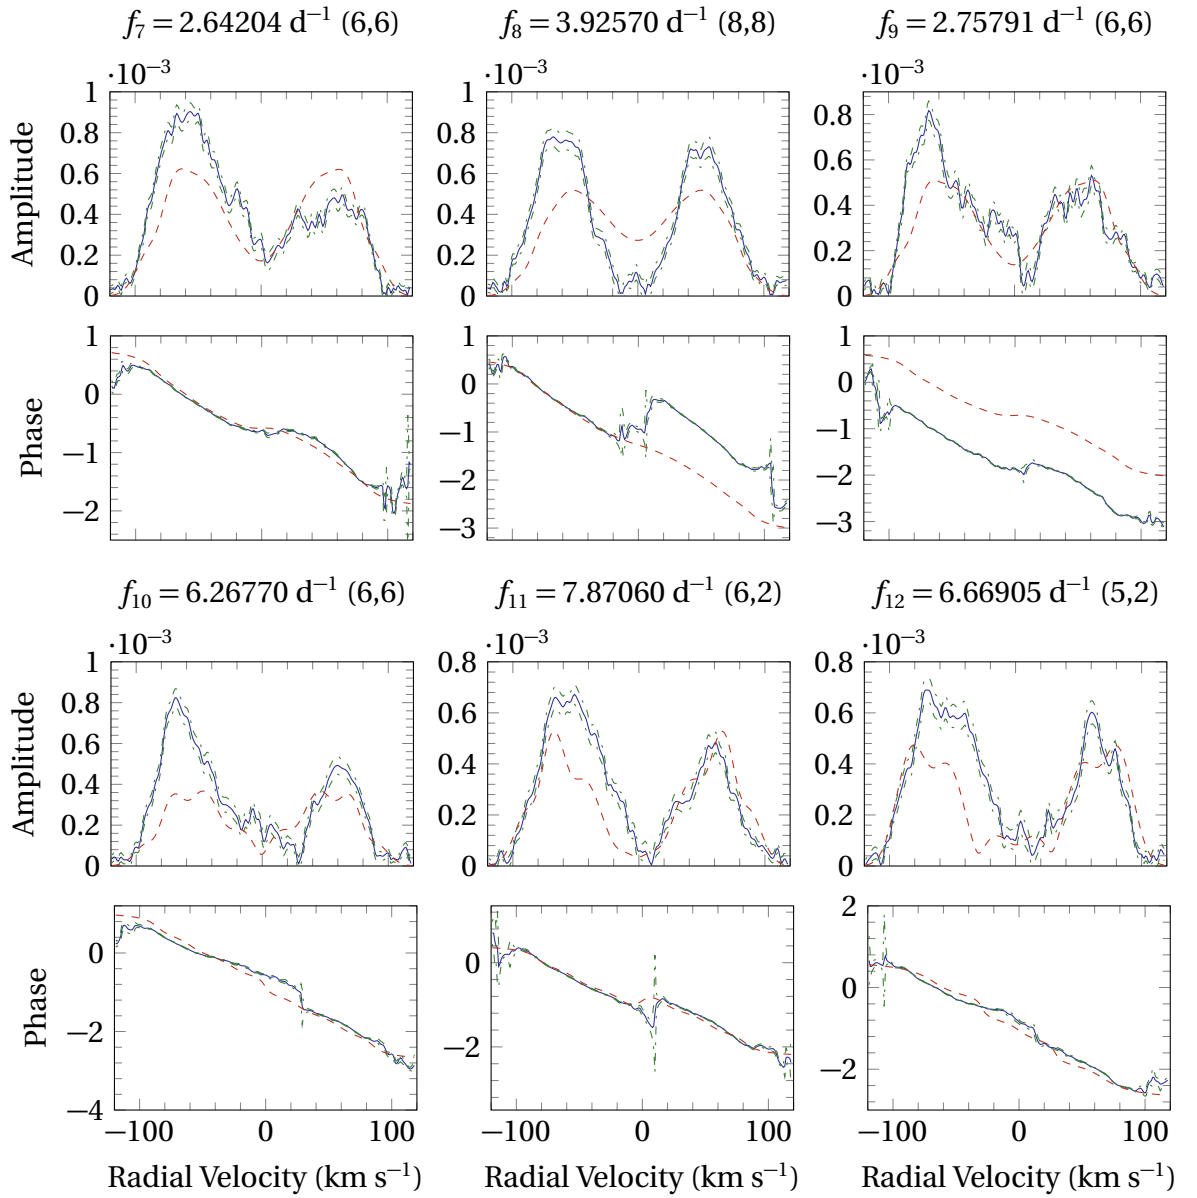 f7 = 2.64204 d−1 (6,6) f8 = 3.92570 d−1 (8,8) f9 = 2.75791 d−1 (6,6)
·10−3 ·10−3 ·10−3
Amplitude
1 0.8 0.6 0.4 0.2 0
1 0.8 0.6 0.4 0.2 0
0.8 0.6 0.4 0.2 0
Phase
1 0 −1 −2
1 0 −1 −2 −3
1 0 −1 −2 −3
f10 = 6.26770 d−1 (6,6) f11 = 7.87060 d−1 (6,2) f12 = 6.66905 d−1 (5,2)
·10−3 ·10−3 ·10−3
Amplitude
1 0.8 0.6 0.4 0.2 0
0.8 0.6 0.4 0.2 0
0.8 0.6 0.4 0.2 0
Phase
0 −2 −4
0 −2
2 0 −2
−100 0 100 −100 0 100 −100 0 100
Radial Velocity (km s−1) Radial Velocity (km s−1) Radial Velocity (km s−1)